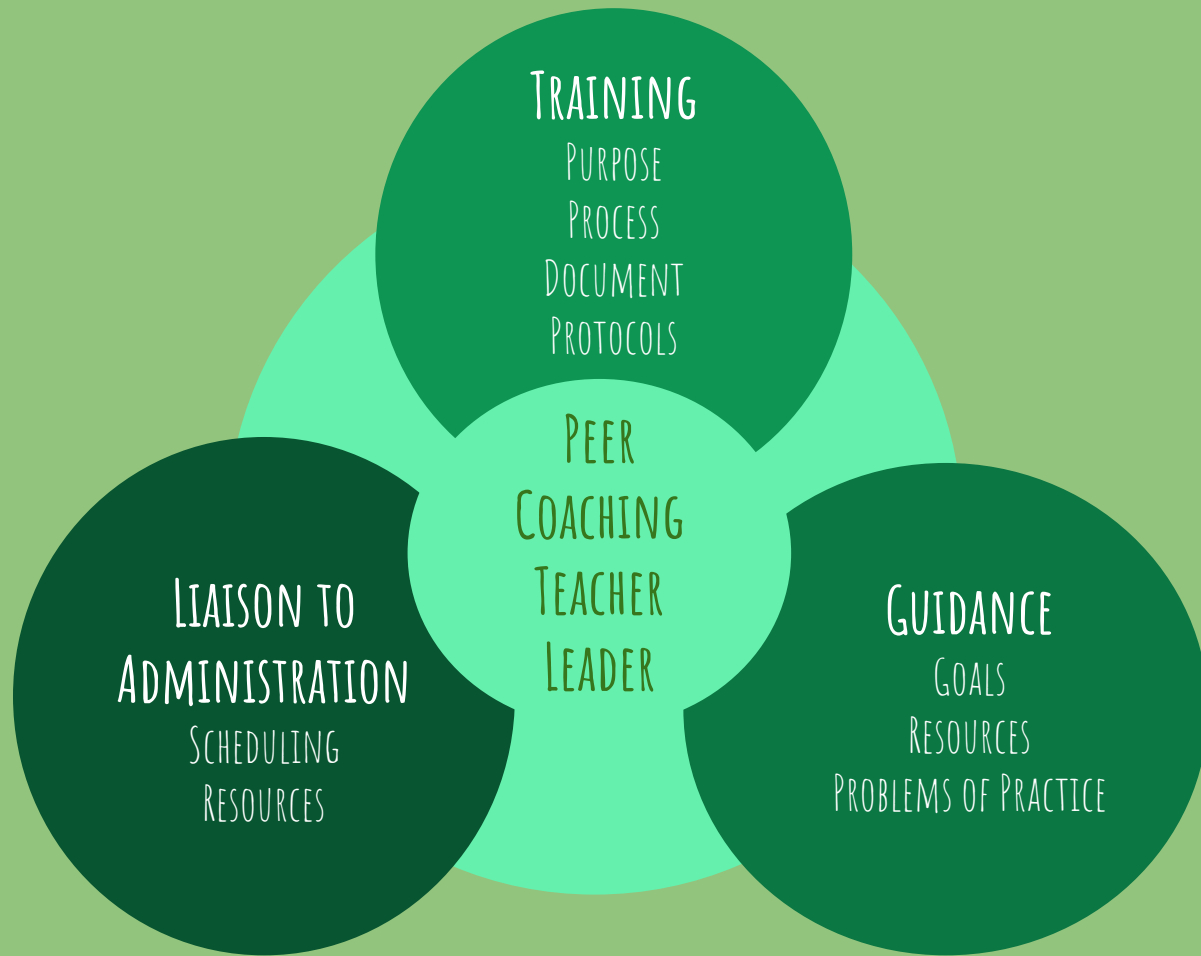 Training
Purpose
Process
Document
Protocols
Peer
Coaching
Teacher
Leader
Liaison to
Administration
Scheduling
Resources
Guidance
Goals
Resources
Problems of Practice